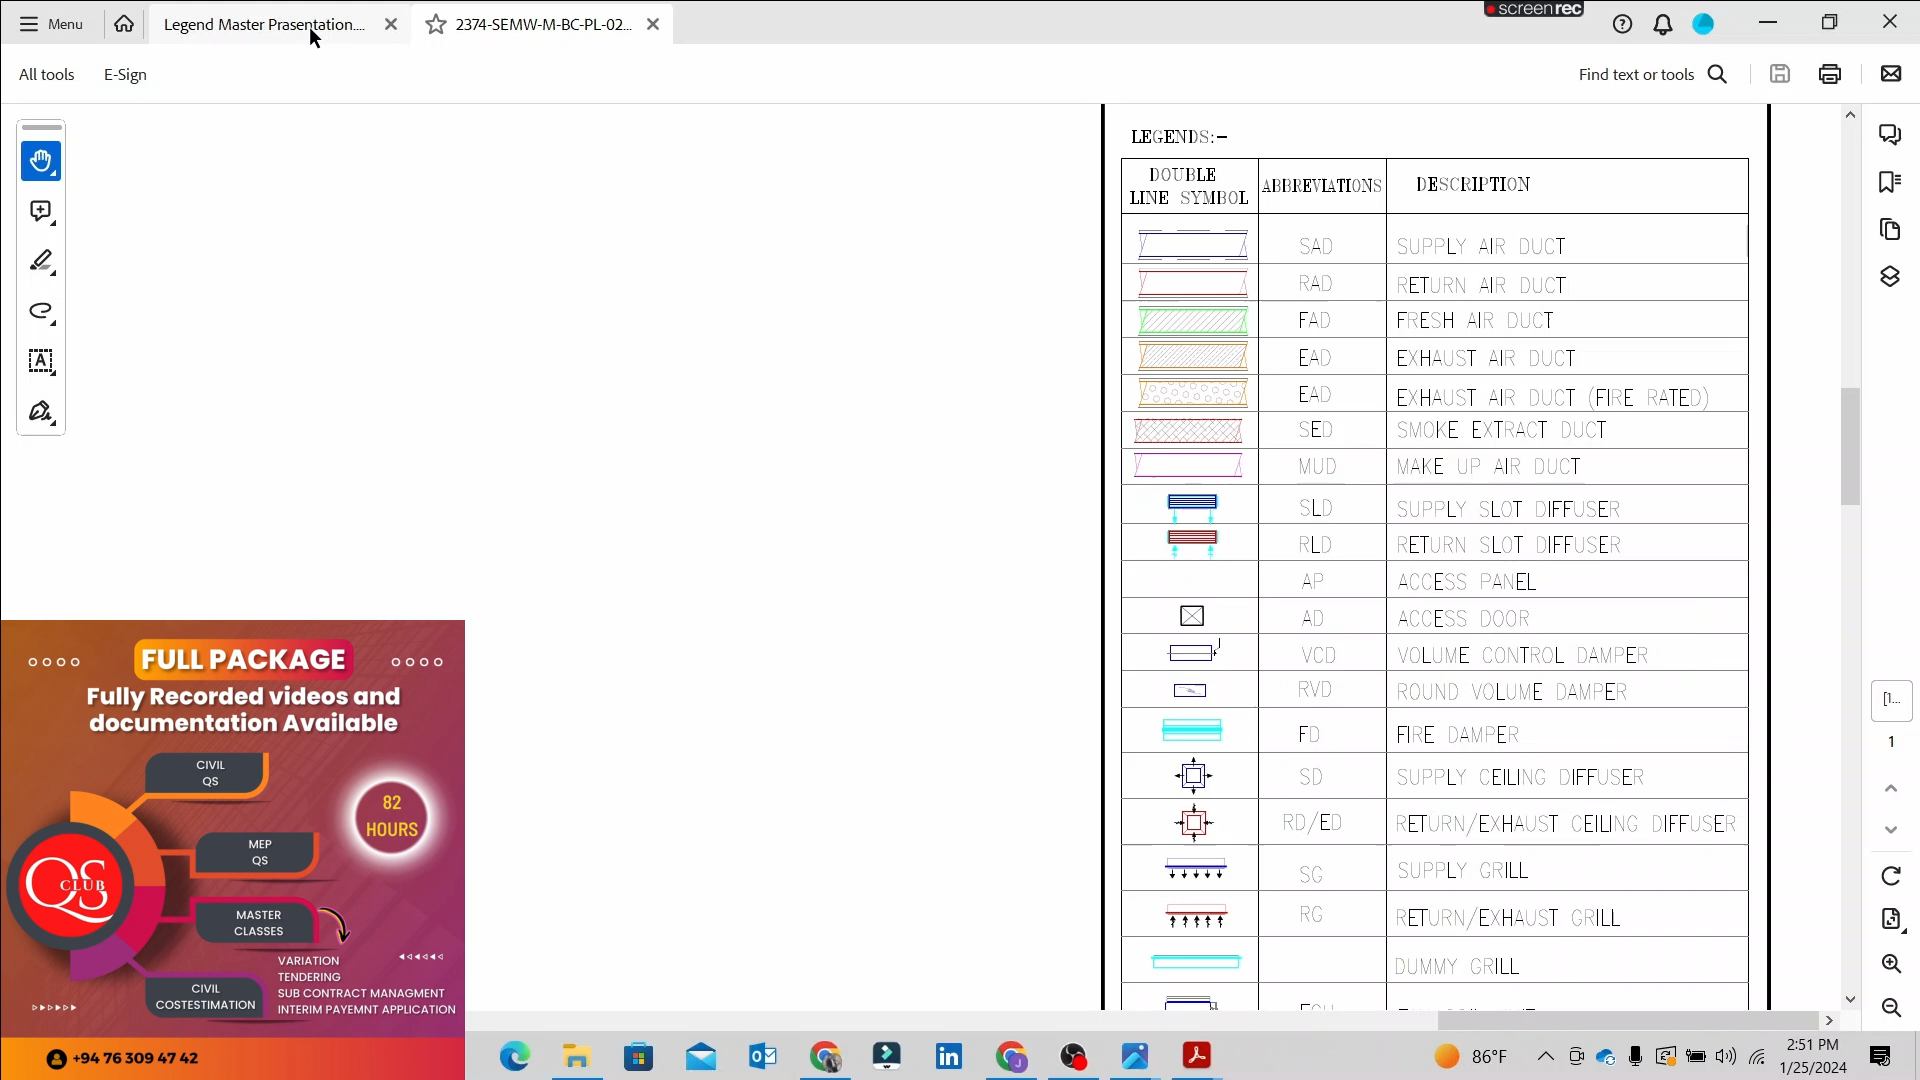 screenrec
Menu
Legend Master Prasentation....
2374-SEMW-M-BC-PL-02...
All tools
E-Sign
Find text or tools
LEGENDS:-
DOUBLE
LINE SYMBOL
ABBREVIATIONS
DESCRIPTION
SAD SUPPLY AIR DUCT
RAD RETURN AIR DUCT
FAD FRESH AIR DUCT
EAD EXHAUST AIR DUCT
EAD EXHAUST AIR DUCT (FIRE RATED)
SED SMOKE EXTRACT DUCT
MUD MAKE UP AIR DUCT
SLD SUPPLY SLOT DIFFUSER
RLD RETURN SLOT DIFFUSER
AP ACCESS PANEL
AD ACCESS DOOR
VCD VOLUME CONTROL DAMPER
RVD ROUND VOLUME DAMPER
FD FIRE DAMPER
SD SUPPLY CEILING DIFFUSER
RD/ED RETURN/EXHAUST CEILING DIFFUSER
SG SUPPLY GRILL
RG RETURN/EXHAUST GRILL
DUMMY GRILL
[1...
1
FULL PACKAGE
Fully Recorded videos and
documentation Available
CIVIL
QS
82
HOURS
MEP
QS
QS
CLUB
MASTER
CLASSES
VARIATION
TENDERING
SUB CONTRACT MANAGMENT
INTERIM PAYEMNT APPLICATION
CIVIL
COSTESTIMATION
+94 76 309 47 42
86°F
2:51 PM
1/25/2024